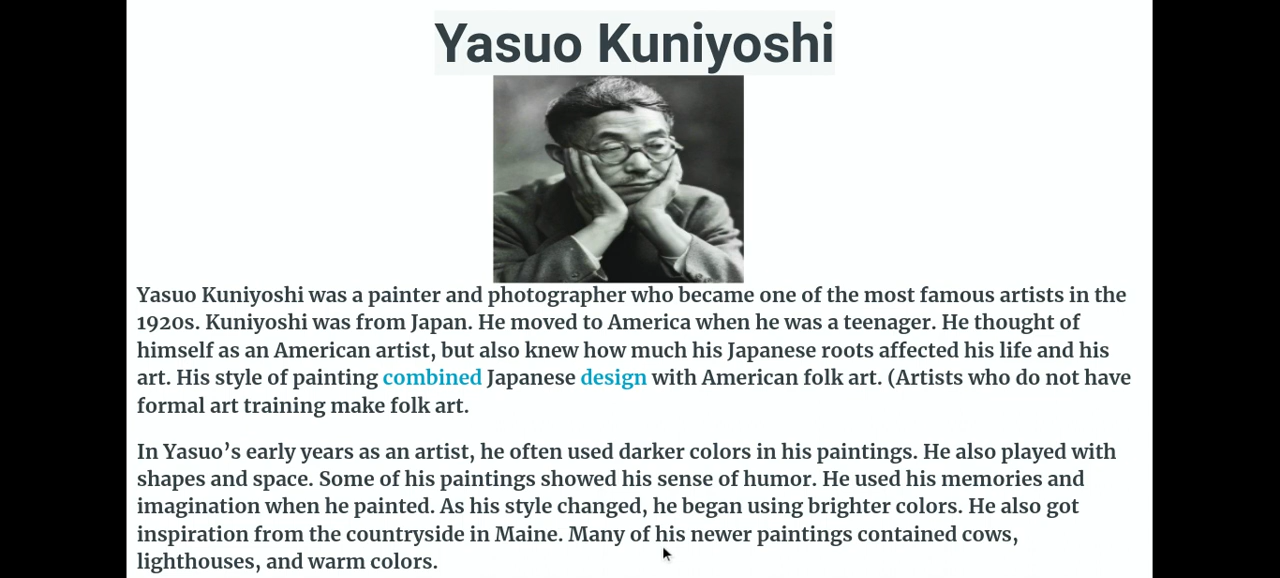 Yasuo Kuniyoshi
Yasuo Kuniyoshi was a painter and photographer who became one of the most famous artists in the
1920s. Kuniyoshi was from Japan. He moved to America when he was a teenager. He thought of
himself as an American artist, but also knew how much his Japanese roots affected his life and his
art. His style of painting combined Japanese design with American folk art. (Artists who do not have
formal art training make folk art.
In Yasuo’s early years as an artist, he often used darker colors in his paintings. He also played with
shapes and space. Some of his paintings showed his sense of humor. He used his memories and
imagination when he painted. As his style changed, he began using brighter colors. He also got
inspiration from the countryside in Maine. Many of his newer paintings contained cows,
lighthouses, and warm colors.